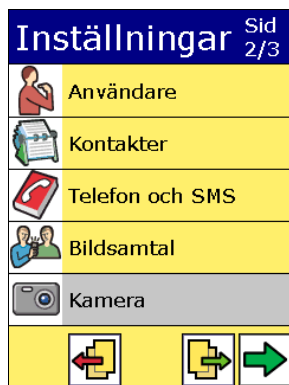 Inställningar Sid 2/3
Användare
Kontakter
Telefon och SMS
Bildsamtal
Kamera